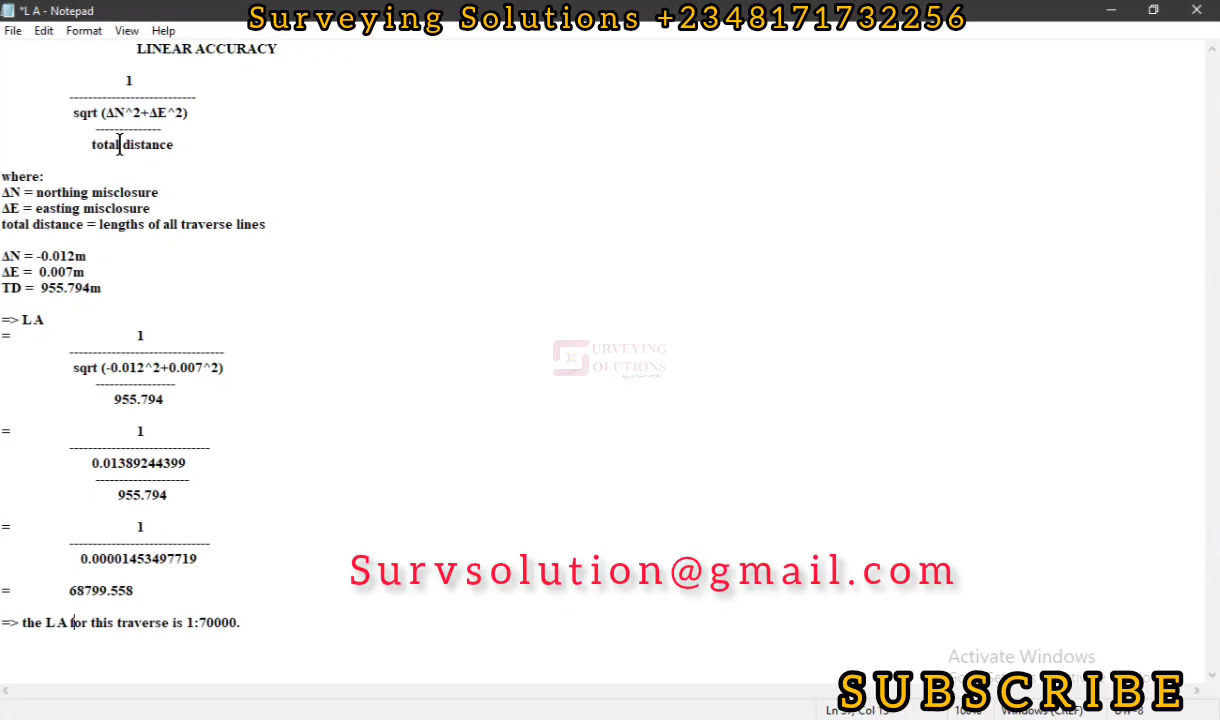 *L A - Notepad
Surveying Solutions +2348171732256
File Edit Format View Help
LINEAR ACCURACY
1
---------------------------
sqrt (ΔN^2+ΔE^2)
--------------
total distance
where:
ΔN = northing misclosure
ΔE = easting misclosure
total distance = lengths of all traverse lines
ΔN = -0.012m
ΔE =  0.007m
TD =  955.794m
=> L A
= 1
---------------------------------
sqrt (-0.012^2+0.007^2)
-----------------
955.794
= 1
------------------------------
0.01389244399
--------------------
955.794
= 1
------------------------------
0.00001453497719
= 68799.558
=> the L A for this traverse is 1:70000.
URVEYING
OLUTIONS
Survsolution@gmail.com
Activate Windows
SUBSCRIBE
100%